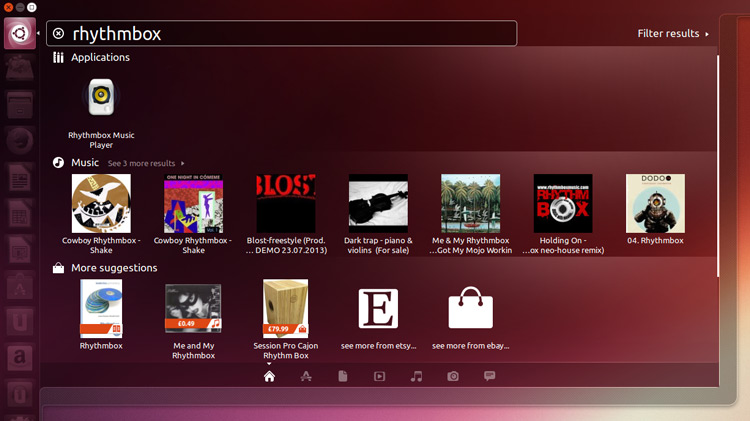 rhythmbox
Filter results
Applications
Rhythmbox Music
Player
Music See 3 more results
BLOST
ONE NIGHT IN CÓMEME
www.rhythmboxmusic.com
RHYTHM
BOX
DODO
Cowboy Rhythmbox -
Shake
Cowboy Rhythmbox -
Shake
Blost-freestyle (Prod.
... DEMO 23.07.2013)
Dark trap - piano &
violins (For sale)
Me & My Rhythmbox
...Got My Mojo Workin
Holding On -
...ox neo-house remix)
04. Rhythmbox
More suggestions
£0.49
£79.99
E
Rhythmbox
Me and My
Rhythmbox
Session Pro Cajon
Rhythm Box
see more from etsy...
see more from ebay...